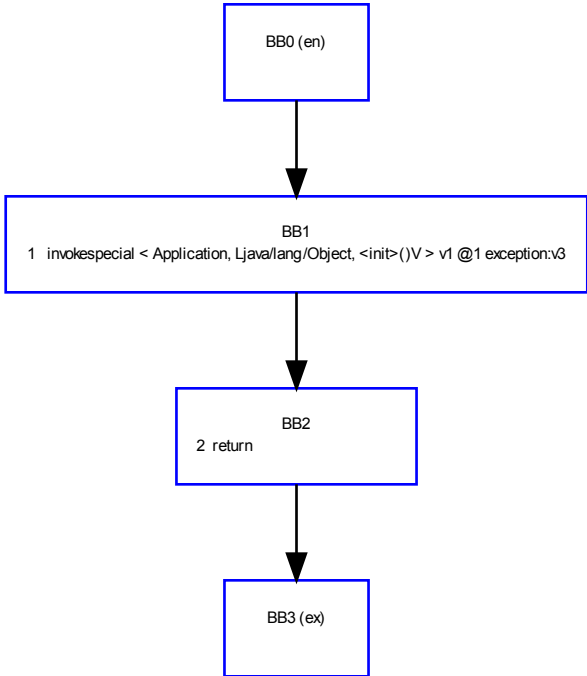 BB0 (en)
BB1
1 invokespecial < Application, Ljava/lang/Object, <init>()V > v1 @1 exception:v3
BB2
2 return
BB3 (ex)